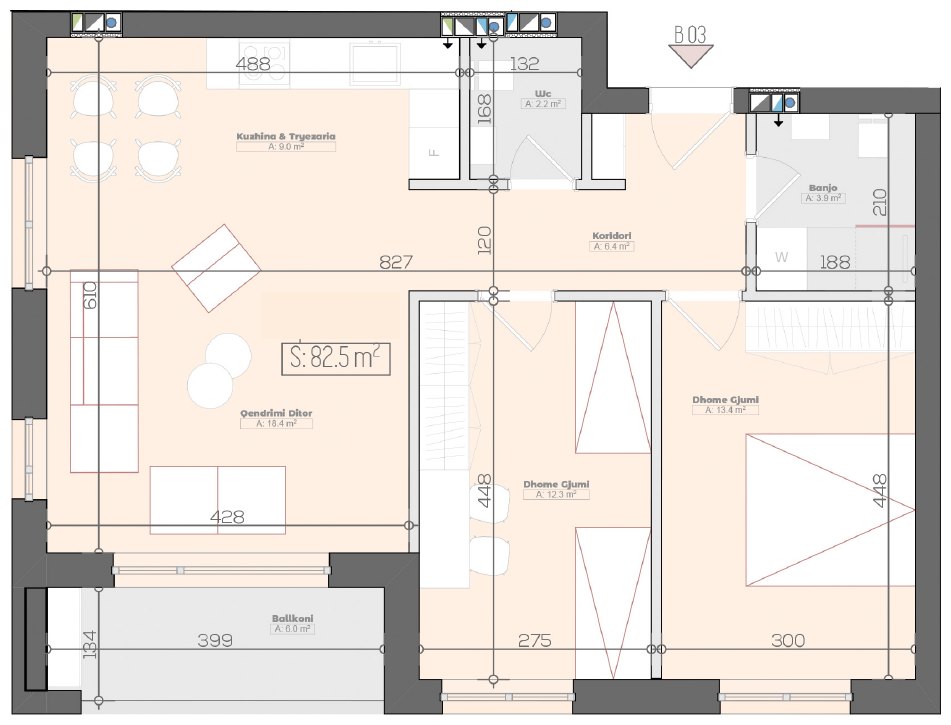 B 03
488
132
Wc
A: 2.2 m²
168
Kuzhina & Tryezaria
A: 9.0 m²
F
Banjo
A: 3.9 m²
210
Koridori
A: 6.4 m²
120
827
W
188
610
S: 82.5 m²
Qendrimi Ditor
A: 18.4 m²
Dhome Gjumi
A: 13.4 m²
Dhome Gjumi
A: 12.3 m²
448
448
428
Ballkoni
A: 6.0 m²
134
399
275
300